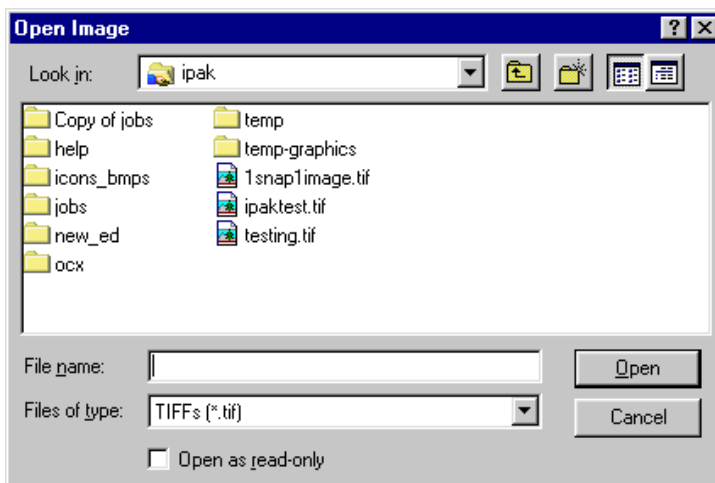 Open Image
Look in: ipak
Copy of jobs
help
icons_bmps
jobs
new_ed
ocx
temp
temp-graphics
1snap1image.tif
ipaktest.tif
testing.tif
File name:
Open
Files of type: TIFFs (*.tif)
Cancel
Open as read-only